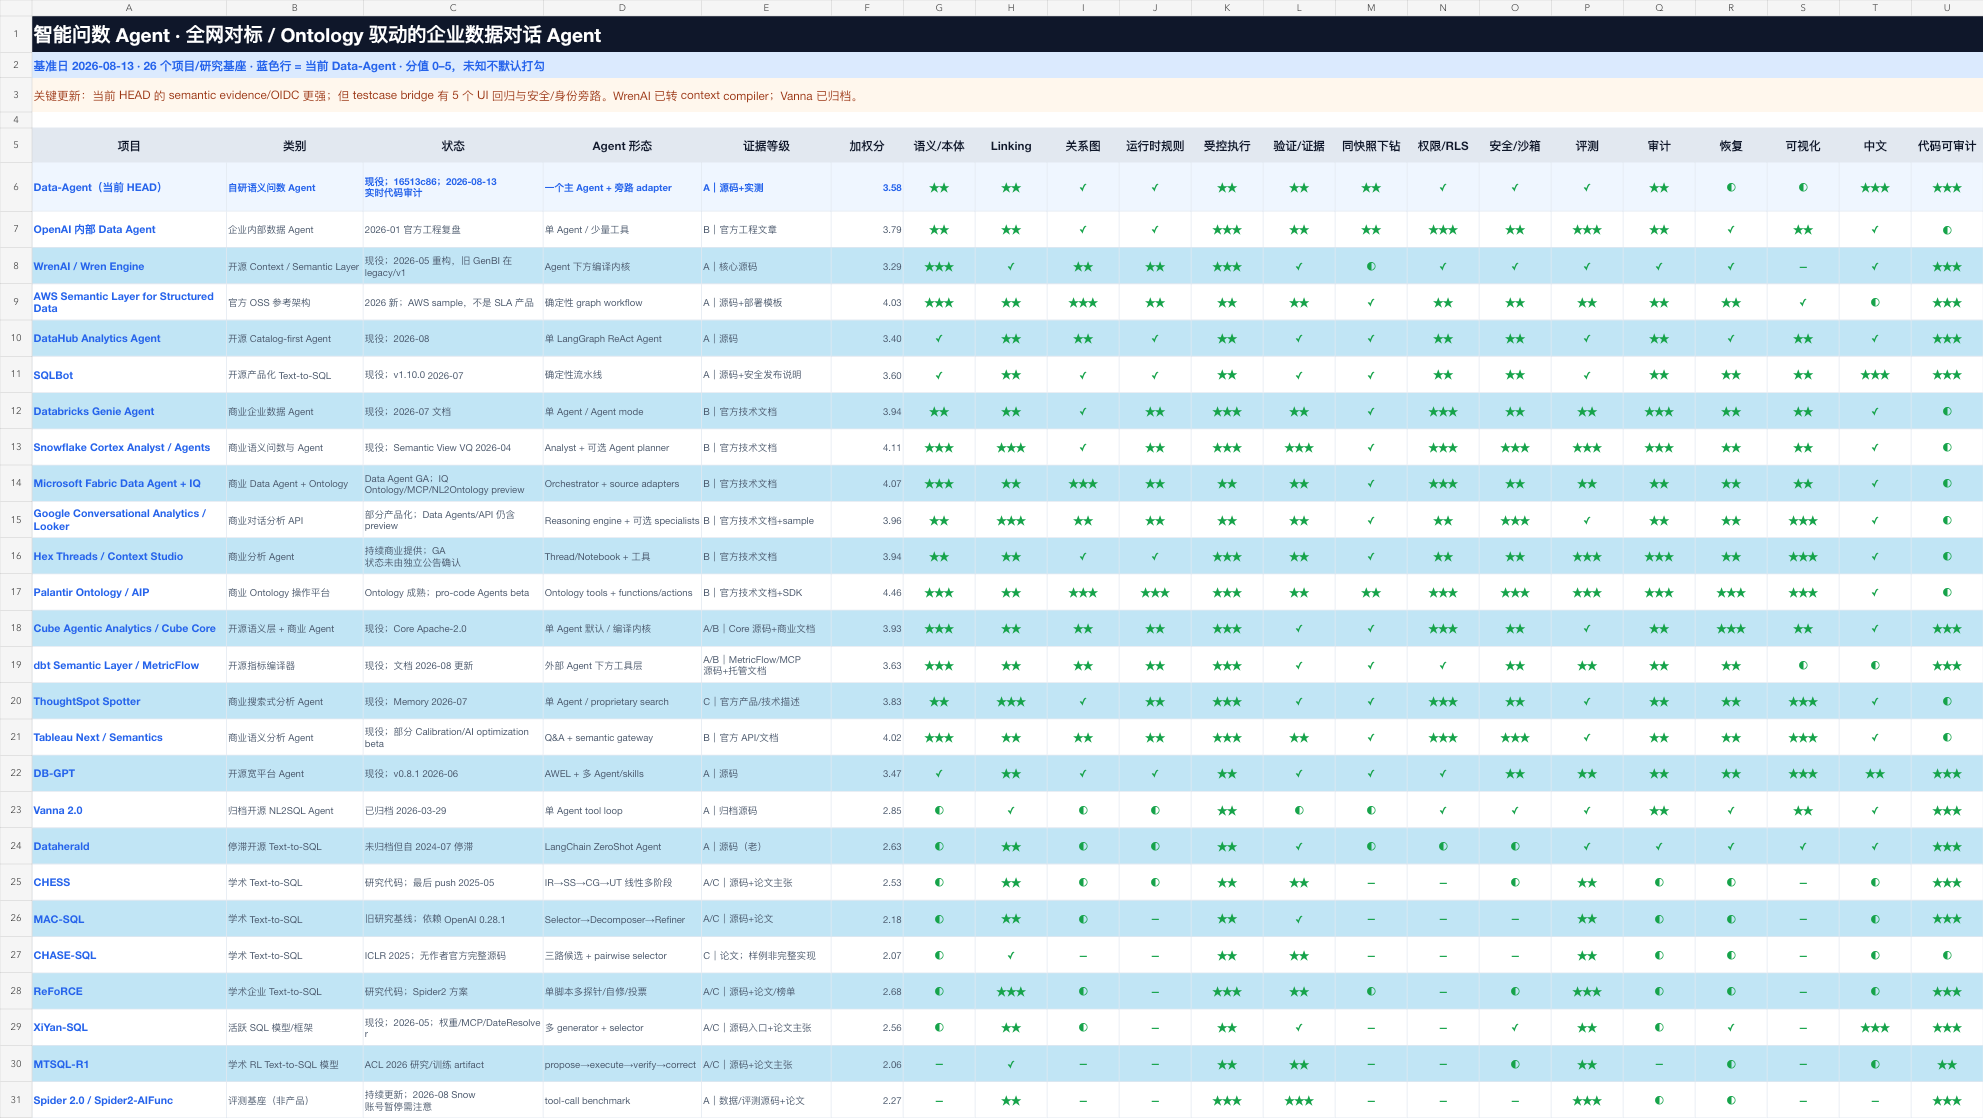 A B C D E F G H I J K L M N O P Q R S T U
1 智能问数 Agent · 全网对标 / Ontology 驭动的企业数据对话 Agent
2 基准日 2026-08-13 · 26 个项目/研究基座 · 蓝色行 = 当前 Data-Agent · 分值 0–5，未知不默认打勾
3 关键更新：当前 HEAD 的 semantic evidence/OIDC 更强；但 testcase bridge 有 5 个 UI 回归与安全/身份旁路。WrenAI 已转 context compiler；Vanna 已归档。
4
5 项目 类别 状态 Agent 形态 证据等级 加权分 语义/本体 Linking 关系图 运行时规则 受控执行 验证/证据 同快照下钻 权限/RLS 安全/沙箱 评测 审计 恢复 可视化 中文 代码可审计
6 Data-Agent（当前 HEAD） 自研语义问数 Agent 现役；16513c86；2026-08-13
实时代码审计 一个主 Agent + 旁路 adapter A｜源码+实测 3.58 ★★ ★★ ✓ ✓ ★★ ★★ ★★ ✓ ✓ ✓ ★★ ◐ ◐ ★★★ ★★★
7 OpenAI 内部 Data Agent 企业内部数据 Agent 2026-01 官方工程复盘 单 Agent / 少量工具 B｜官方工程文章 3.79 ★★ ★★ ✓ ✓ ★★★ ★★ ★★ ★★★ ★★ ★★★ ★★ ✓ ★★ ✓ ◐
8 WrenAI / Wren Engine 开源 Context / Semantic Layer 现役；2026-05 重构，旧 GenBI 在
legacy/v1 Agent 下方编译内核 A｜核心源码 3.29 ★★★ ✓ ★★ ★★ ★★★ ✓ ◐ ✓ ✓ ✓ ✓ ✓ – ✓ ★★★
9 AWS Semantic Layer for Structured
Data 官方 OSS 参考架构 2026 新；AWS sample，不是 SLA 产品 确定性 graph workflow A｜源码+部署模板 4.03 ★★★ ★★ ★★★ ★★ ★★ ★★ ✓ ★★ ★★ ★★ ★★ ★★ ✓ ◐ ★★★
10 DataHub Analytics Agent 开源 Catalog-first Agent 现役；2026-08 单 LangGraph ReAct Agent A｜源码 3.40 ✓ ★★ ★★ ✓ ★★ ✓ ✓ ★★ ★★ ✓ ★★ ✓ ★★ ✓ ★★★
11 SQLBot 开源产品化 Text-to-SQL 现役；v1.10.0 2026-07 确定性流水线 A｜源码+安全发布说明 3.60 ✓ ★★ ✓ ✓ ★★ ✓ ✓ ★★ ★★ ✓ ★★ ★★ ★★ ★★★ ★★★
12 Databricks Genie Agent 商业企业数据 Agent 现役；2026-07 文档 单 Agent / Agent mode B｜官方技术文档 3.94 ★★ ★★ ✓ ★★ ★★★ ★★ ✓ ★★★ ★★ ★★ ★★★ ★★ ★★ ✓ ◐
13 Snowflake Cortex Analyst / Agents 商业语义问数与 Agent 现役；Semantic View VQ 2026-04 Analyst + 可选 Agent planner B｜官方技术文档 4.11 ★★★ ★★★ ✓ ★★ ★★★ ★★★ ✓ ★★★ ★★★ ★★★ ★★★ ★★ ★★ ✓ ◐
14 Microsoft Fabric Data Agent + IQ 商业 Data Agent + Ontology Data Agent GA；IQ
Ontology/MCP/NL2Ontology preview Orchestrator + source adapters B｜官方技术文档 4.07 ★★★ ★★ ★★★ ★★ ★★ ★★ ✓ ★★★ ★★ ★★ ★★ ★★ ★★ ✓ ◐
15 Google Conversational Analytics /
Looker 商业对话分析 API 部分产品化；Data Agents/API 仍含
preview Reasoning engine + 可选 specialists B｜官方技术文档+sample 3.96 ★★ ★★★ ★★ ★★ ★★ ★★ ✓ ★★ ★★★ ✓ ★★ ★★ ★★★ ✓ ◐
16 Hex Threads / Context Studio 商业分析 Agent 持续商业提供；GA
状态未由独立公告确认 Thread/Notebook + 工具 B｜官方技术文档 3.94 ★★ ★★ ✓ ✓ ★★★ ★★ ✓ ★★ ★★ ★★★ ★★★ ★★ ★★★ ✓ ◐
17 Palantir Ontology / AIP 商业 Ontology 操作平台 Ontology 成熟；pro-code Agents beta Ontology tools + functions/actions B｜官方技术文档+SDK 4.46 ★★★ ★★ ★★★ ★★★ ★★★ ★★ ★★ ★★★ ★★★ ★★★ ★★★ ★★★ ★★★ ✓ ◐
18 Cube Agentic Analytics / Cube Core 开源语义层 + 商业 Agent 现役；Core Apache-2.0 单 Agent 默认 / 编译内核 A/B｜Core 源码+商业文档 3.93 ★★★ ★★ ★★ ★★ ★★★ ✓ ✓ ★★★ ★★ ✓ ★★ ★★★ ★★ ✓ ★★★
19 dbt Semantic Layer / MetricFlow 开源指标编译器 现役；文档 2026-08 更新 外部 Agent 下方工具层 A/B｜MetricFlow/MCP
源码+托管文档 3.63 ★★★ ★★ ★★ ★★ ★★★ ✓ ✓ ✓ ★★ ★★ ★★ ★★ ◐ ◐ ★★★
20 ThoughtSpot Spotter 商业搜索式分析 Agent 现役；Memory 2026-07 单 Agent / proprietary search C｜官方产品/技术描述 3.83 ★★ ★★★ ✓ ★★ ★★★ ✓ ✓ ★★★ ★★ ✓ ★★ ★★ ★★★ ✓ ◐
21 Tableau Next / Semantics 商业语义分析 Agent 现役；部分 Calibration/AI optimization
beta Q&A + semantic gateway B｜官方 API/文档 4.02 ★★★ ★★ ★★ ★★ ★★★ ★★ ✓ ★★★ ★★★ ✓ ★★ ★★ ★★★ ✓ ◐
22 DB-GPT 开源宽平台 Agent 现役；v0.8.1 2026-06 AWEL + 多 Agent/skills A｜源码 3.47 ✓ ★★ ✓ ✓ ★★ ✓ ✓ ✓ ★★ ★★ ★★ ★★ ★★★ ★★ ★★★
23 Vanna 2.0 归档开源 NL2SQL Agent 已归档 2026-03-29 单 Agent tool loop A｜归档源码 2.85 ◐ ✓ ◐ ◐ ★★ ◐ ◐ ✓ ✓ ✓ ★★ ✓ ★★ ✓ ★★★
24 Dataherald 停滞开源 Text-to-SQL 未归档但自 2024-07 停滞 LangChain ZeroShot Agent A｜源码（老） 2.63 ◐ ★★ ◐ ◐ ★★ ✓ ◐ ◐ ◐ ✓ ✓ ✓ ✓ ✓ ★★★
25 CHESS 学术 Text-to-SQL 研究代码；最后 push 2025-05 IR→SS→CG→UT 线性多阶段 A/C｜源码+论文主张 2.53 ◐ ★★ ◐ ◐ ★★ ★★ – – ◐ ★★ ◐ ◐ – ◐ ★★★
26 MAC-SQL 学术 Text-to-SQL 旧研究基线；依赖 OpenAI 0.28.1 Selector→Decomposer→Refiner A/C｜源码+论文 2.18 ◐ ★★ ◐ – ★★ ✓ – – – ★★ ◐ ◐ – ◐ ★★★
27 CHASE-SQL 学术 Text-to-SQL ICLR 2025；无作者官方完整源码 三路候选 + pairwise selector C｜论文；样例非完整实现 2.07 ◐ ✓ – – ★★ ★★ – – – ★★ ◐ ◐ – ◐ ◐
28 ReFoRCE 学术企业 Text-to-SQL 研究代码；Spider2 方案 单脚本多探针/自修/投票 A/C｜源码+论文/榜单 2.68 ◐ ★★★ ◐ – ★★★ ★★ ◐ – ◐ ★★★ ◐ ◐ – ◐ ★★★
29 XiYan-SQL 活跃 SQL 模型/框架 现役；2026-05；权重/MCP/DateResolve
r 多 generator + selector A/C｜源码入口+论文主张 2.56 ◐ ★★ ◐ – ★★ ✓ – – ✓ ★★ ◐ ✓ – ★★★ ★★★
30 MTSQL-R1 学术 RL Text-to-SQL 模型 ACL 2026 研究/训练 artifact propose→execute→verify→correct A/C｜源码+论文主张 2.06 – ✓ – – ★★ ★★ – – ◐ ★★ – ◐ – ◐ ★★
31 Spider 2.0 / Spider2-AIFunc 评测基座（非产品） 持续更新；2026-08 Snow
账号暂停需注意 tool-call benchmark A｜数据/评测源码+论文 2.27 – ★★ – – ★★★ ★★★ – – – ★★★ ◐ ◐ – – ★★★